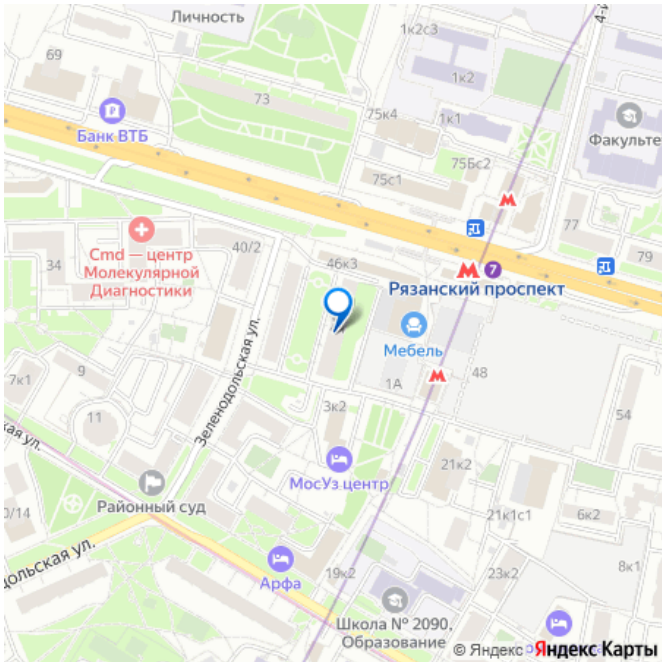 Личность
1к2с3
4-й
69
73
1к2
75к4
1к1
Банк ВТБ
Факульте
75Бс2
75с1
77
79
Cmd — центр
Молекулярной
Диагностики
40/2
34
46к3
7
Рязанский проспект
Мебель
Зеленодольская ул.
9
7к1
1А
48
3к2
11
54
кая ул.
МосУз центр
21к2
Районный суд
0/14
21к1с1
6к2
дольская ул.
Арфа
19к2
23к2
8к1
Школа № 2090,
Образование
© Яндекс Яндекс Карты